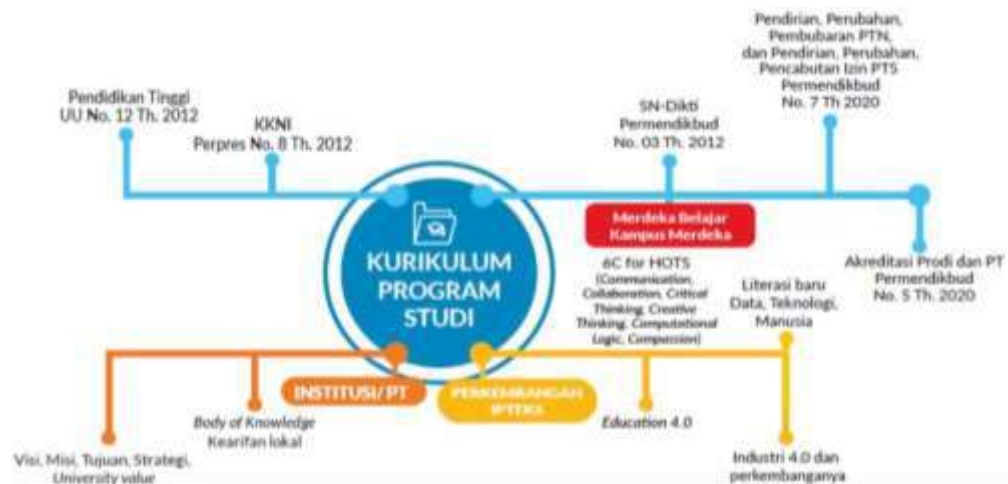 Pendidikan Tinggi
UU No. 12 Th. 2012
KKNI
Perpres No. 8 Th. 2012
SN-Dikti
Permendikbud
No. 03 Th. 2012
Pendirian, Perubahan,
Pembubaran PTN,
dan Pendirian, Perubahan,
Pencabutan Izin PTS
Permendikbud
No. 7 Th 2020
Merdeka Belajar
Kampus Merdeka
Akreditasi Prodi dan PT
Permendikbud
No. 5 Th. 2020
KURIKULUM
PROGRAM
STUDI
6C for HOTS
(Communication,
Collaboration, Critical
Thinking, Creative
Thinking, Computational
Logic, Compassion)
Literasi baru
Data, Teknologi,
Manusia
INSTITUSI/ PT
PERKEMBANGAN
IPTEKS
Body of Knowledge
Kearifan lokal
Education 4.0
Visi, Misi, Tujuan, Strategi,
University value
Industri 4.0 dan
perkembanganya